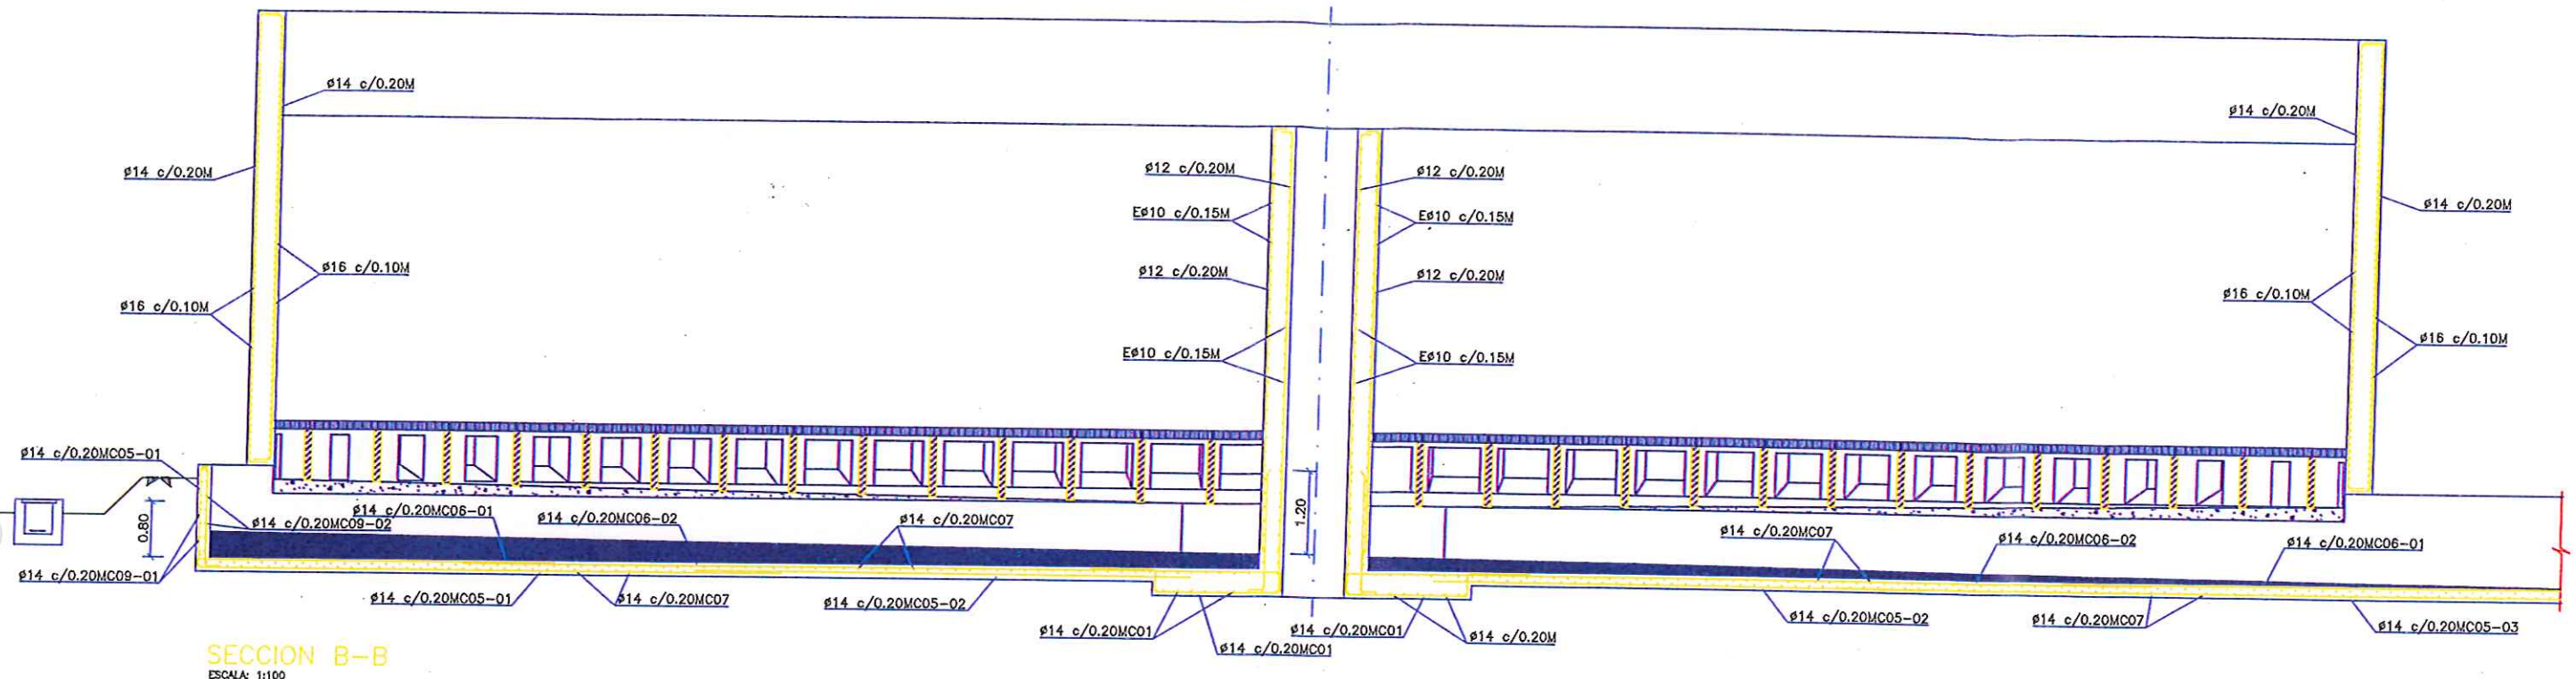 ø14 c/0.20M
ø14 c/0.20M
ø14 c/0.20M
ø12 c/0.20M
ø12 c/0.20M
ø14 c/0.20M
Eø10 c/0.15M
Eø10 c/0.15M
ø14 c/0.20M
ø16 c/0.10M
ø12 c/0.20M
ø12 c/0.20M
ø16 c/0.10M
ø16 c/0.10M
Eø10 c/0.15M
Eø10 c/0.15M
ø16 c/0.10M
ø14 c/0.20MC05-01
0.80
ø14 c/0.20MC09-02
ø14 c/0.20MC06-01
ø14 c/0.20MC06-02
ø14 c/0.20MC07
1.20
ø14 c/0.20MC07
ø14 c/0.20MC06-02
ø14 c/0.20MC06-01
ø14 c/0.20MC09-01
ø14 c/0.20MC05-01
ø14 c/0.20MC07
ø14 c/0.20MC05-02
ø14 c/0.20MC01
ø14 c/0.20MC01
ø14 c/0.20MC01
ø14 c/0.20M
ø14 c/0.20MC05-02
ø14 c/0.20MC07
ø14 c/0.20MC05-03
SECCION B-B
ESCALA: 1:100